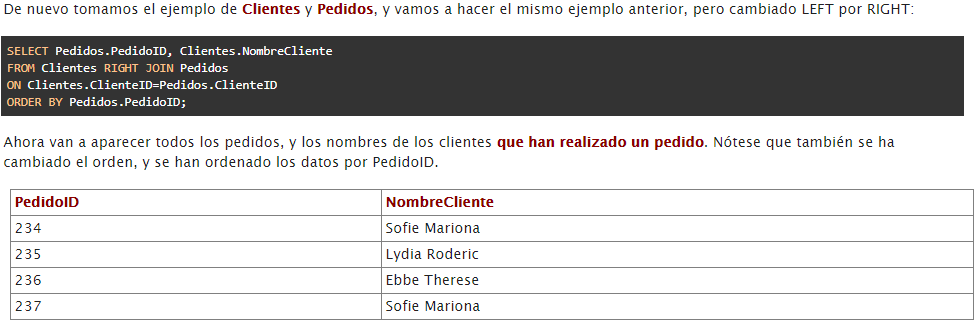 De nuevo tomamos el ejemplo de Clientes y Pedidos, y vamos a hacer el mismo ejemplo anterior, pero cambiado LEFT por RIGHT:
SELECT Pedidos.PedidoID, Clientes.NombreCliente
FROM Clientes RIGHT JOIN Pedidos
ON Clientes.ClienteID=Pedidos.ClienteID
ORDER BY Pedidos.PedidoID;
Ahora van a aparecer todos los pedidos, y los nombres de los clientes que han realizado un pedido. Nótese que también se ha
cambiado el orden, y se han ordenado los datos por PedidoID.
PedidoID NombreCliente
234 Sofie Mariona
235 Lydia Roderic
236 Ebbe Therese
237 Sofie Mariona